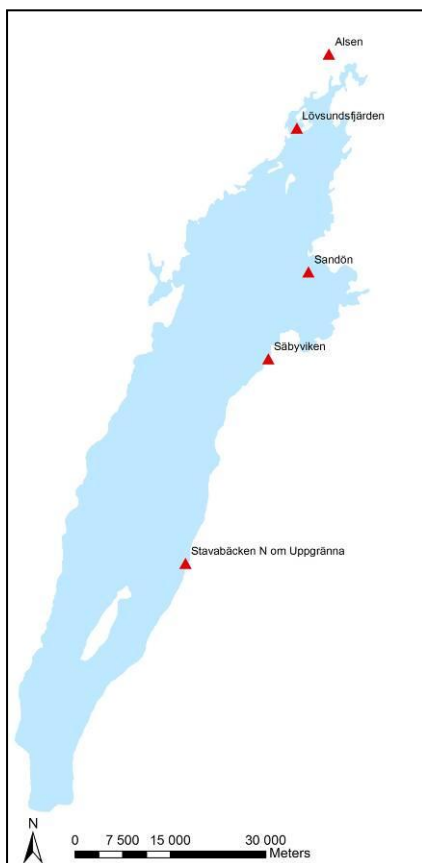 Alsen
Lövsundsfjärden
Sandön
Säbyviken
Stavabäcken N om Uppgränna
N
0 7 500 15 000 30 000
Meters